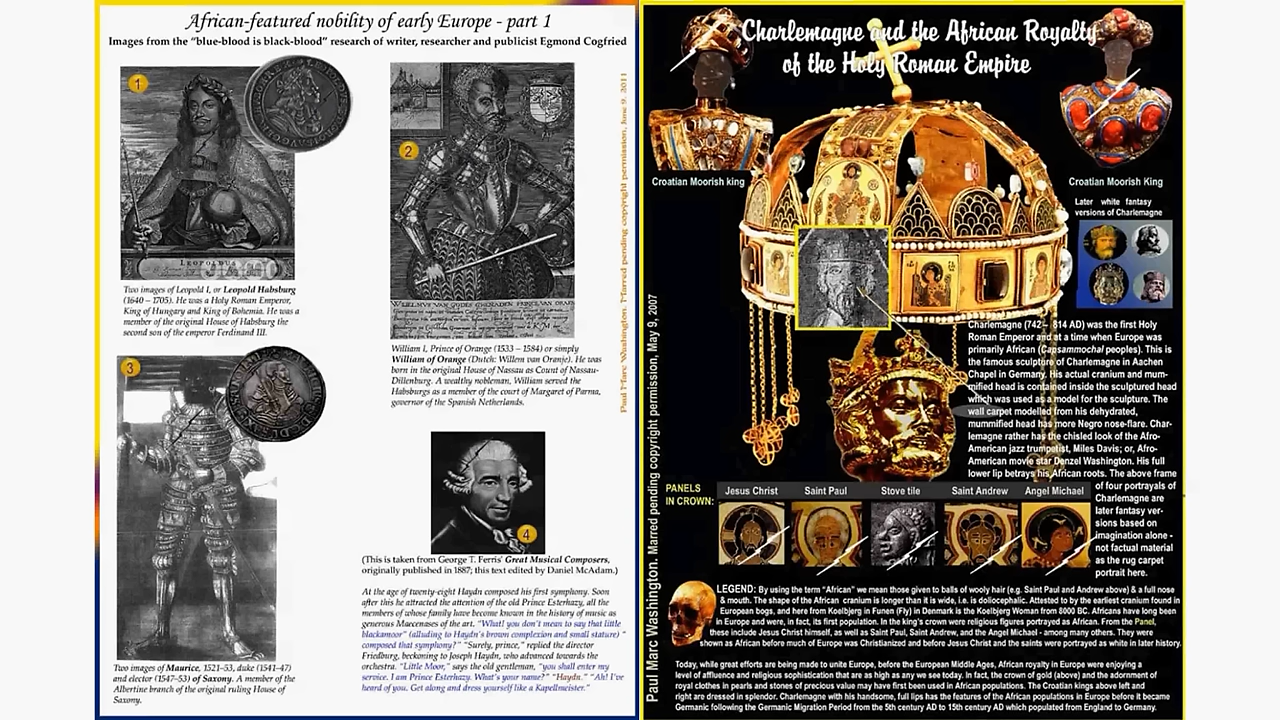 African-featured nobility of early Europe - part 1
Images from the "blue-blood is black-blood" research of writer, researcher and publicist Egmond Cogfried
1
LEOPOLDUS
Two images of Leopold I, or Leopold Habsburg
(1640 – 1705). He was a Holy Roman Emperor,
King of Hungary and King of Bohemia. He was a
member of the original House of Habsburg the
second son of the emperor Ferdinand III.
2
William I, Prince of Orange (1533 – 1584) or simply
William of Orange (Dutch: Willem van Oranje). He was
born in the original House of Nassau as Count of Nassau-
Dillenburg. A wealthy nobleman, William served the
Habsburgs as a member of the court of Margaret of Parma,
governor of the Spanish Netherlands.
Paul Marc Washington. Marred pending copyright permission, June 9, 2011
3
Two images of Maurice, 1521–53, duke (1541–47)
and elector (1547–53) of Saxony. A member of the
Albertine branch of the original ruling House of
Saxony.
4
(This is taken from George T. Ferris' Great Musical Composers,
originally published in 1887; this text edited by Daniel McAdam.)
At the age of twenty-eight Haydn composed his first symphony. Soon
after this he attracted the attention of the old Prince Esterhazy, all the
members of whose family have become known in the history of music as
generous Maecenases of the art. "What! you don't mean to say that little
blackamoor" (alluding to Haydn's brown complexion and small stature) "
composed that symphony?" "Surely, prince," replied the director
Friedburg, beckoning to Joseph Haydn, who advanced towards the
orchestra. "Little Moor," says the old gentleman, "you shall enter my
service. I am Prince Esterhazy. What's your name?" "Haydn." "Ah! I've
heard of you. Get along and dress yourself like a Kapellmeister."
Charlemagne and the African Royalty
of the Holy Roman Empire
Croatian Moorish king
Croatian Moorish King
Later white fantasy
versions of Charlemagne
Paul Marc Washington. Marred pending copyright permission, May 9, 2007
Charlemagne (742 – 814 AD) was the first Holy
Roman Emperor and at a time when Europe was
primarily African (Capsammochal peoples). This is
the famous sculpture of Charlemagne in Aachen
Chapel in Germany. His actual cranium and mum-
mified head is contained inside the sculptured head
which was used as a model for the sculpture. The
wall carpet modelled from his dehydrated,
mummified head has more Negro nose-flare. Char-
lemagne rather has the chisled look of the Afro-
American jazz trumpetist, Miles Davis; or, Afro-
American movie star Denzel Washington. His full
lower lip betrays his African roots. The above frame
of four portrayals of
Charlemagne are
later fantasy ver-
sions based on
imagination alone -
not factual material
as the rug carpet
portrait here.
PANELS
IN CROWN:
Jesus Christ
Saint Paul
Stove tile
Saint Andrew
Angel Michael
LEGEND: By using the term "African" we mean those given to balls of wooly hair (e.g. Saint Paul and Andrew above) & a full nose
& mouth. The shape of the African cranium is longer than it is wide, i.e. dollocephalic. Attested to by the earliest cranium found in
European bogs, and here from Koelbjerg in Funen (Fly) in Denmark is the Koelbjerg Woman from 8000 BC. Africans have long been
in Europe and were, in fact, its first population. In the king's crown were religious figures portrayed as African. From the Panel,
these include Jesus Christ himself, as well as Saint Paul, Saint Andrew, and the Angel Michael - among many others. They were
shown as African before much of Europe was Christianized and before Jesus Christ and the saints were portrayed as white in later history.
Today, while great efforts are being made to unite Europe, before the European Middle Ages, African royalty in Europe were enjoying a
level of affluence and religious sophistication that are as high as any we see today. In fact, the crown of gold (above) and the adornment of
royal clothes in pearls and stones of precious value may have first been used in African populations. The Croatian kings above left and
right are dressed in splendor. Charlemagne with his handsome, full lips has the features of the African populations in Europe before it became
Germanic following the Germanic Migration Period from the 5th century AD to 15th century AD which populated from England to Germany.